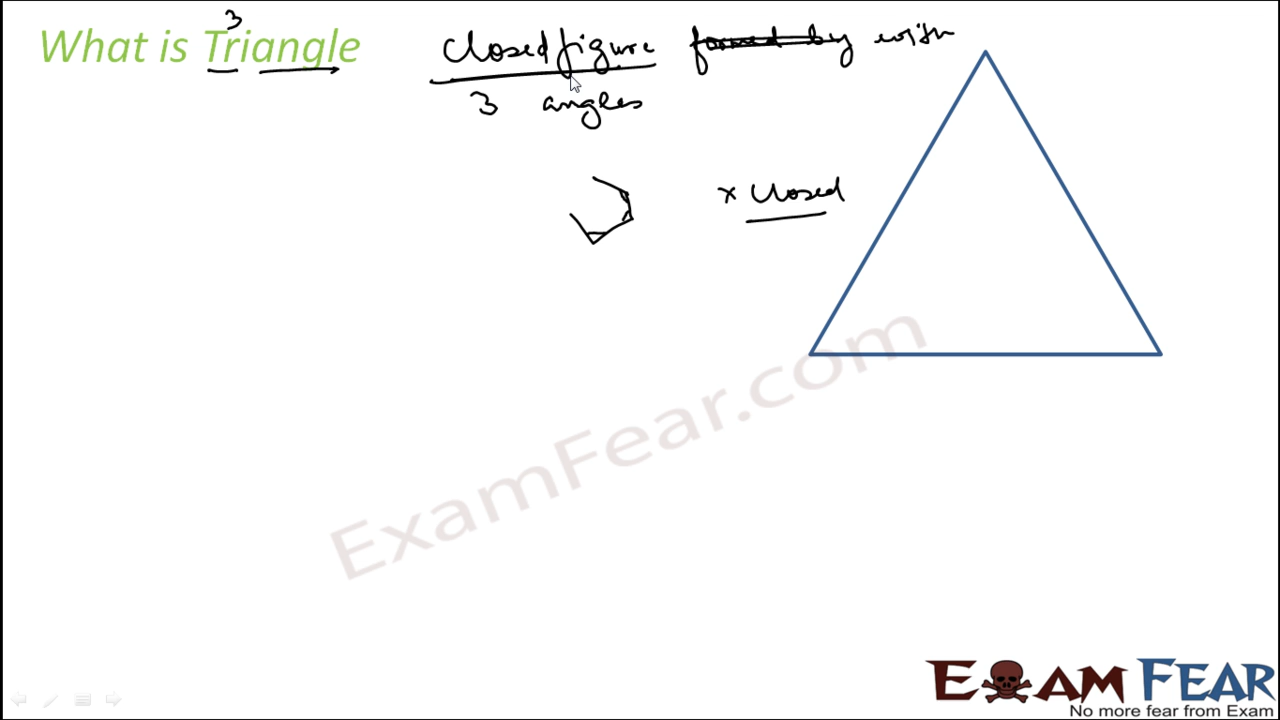 3
What is Triangle closed figure formed by with
3 angles
x closed
ExamFear.com
EXAM FEAR
No more fear from Exam